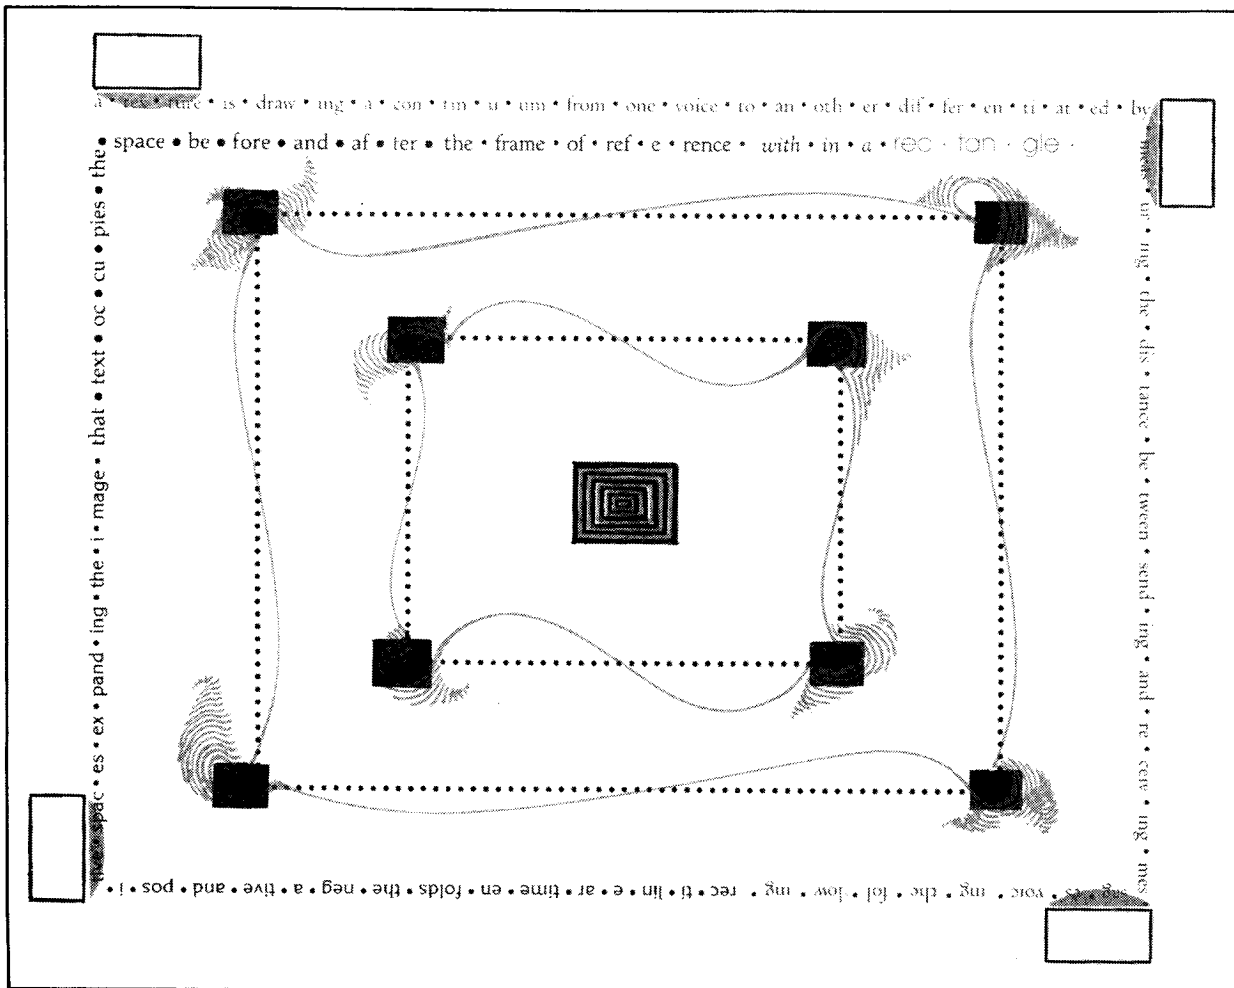 a • tex • ture • is • draw • ing • a • con • tin • u • um • from • one • voice • to • an • oth • er • dif • fer • en • ti • at • ed • by
meas • ur • ing • the • dis • tance • be • tween • send • ing • and • re • ceiv • ing • mes
sag • es • voic • ing • the • fol • low • ing • rec • ti • lin • e • ar • time • en • folds • the • neg • a • tive • and • pos • i •
tive • spac • es • ex • pand • ing • the • i • mage • that • text • oc • cu • pies • the
• space • be • fore • and • af • ter • the • frame • of • ref • e • rence • with • in • a • rec • tan • gle •